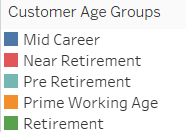 Customer Age Groups
Mid Career
Near Retirement
Pre Retirement
Prime Working Age
Retirement